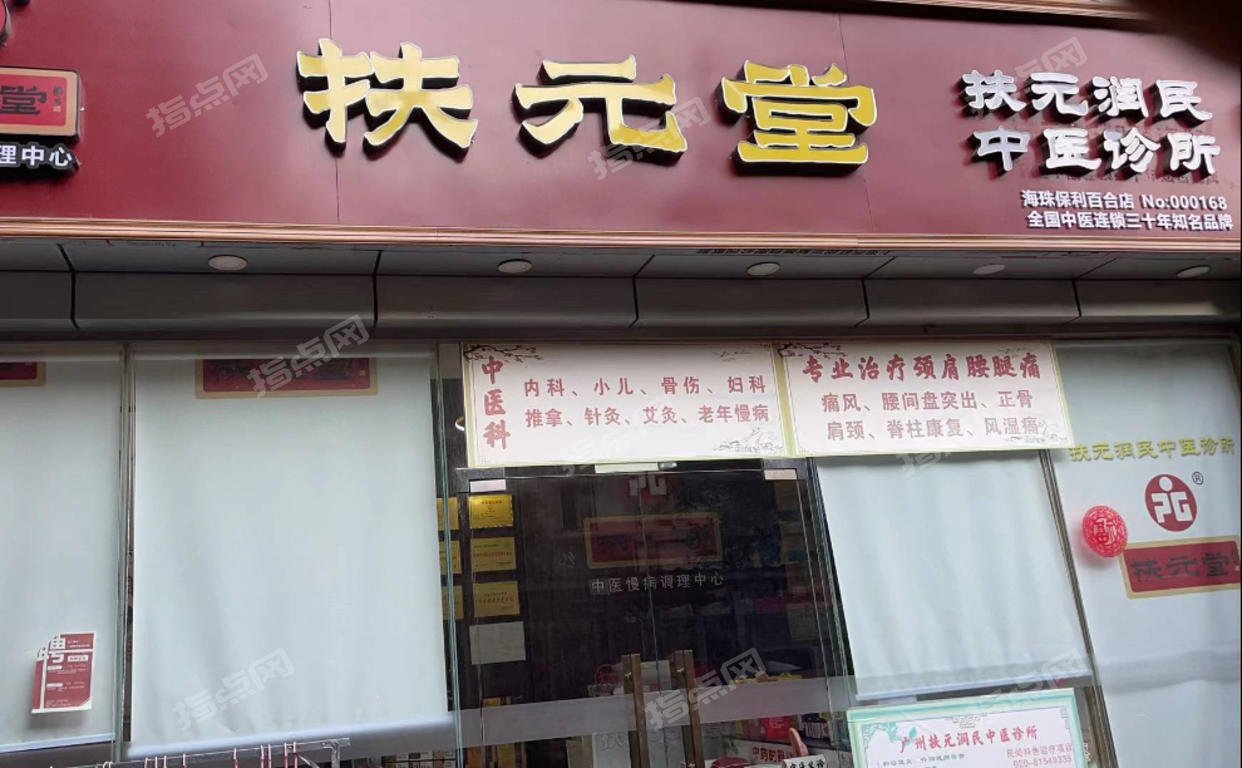 扶元堂
扶元润民
中医诊所
海珠保利百合店 No:000168
全国中医连锁三十年知名品牌
堂
理中心
中医科
内科、小儿、骨伤、妇科
推拿、针灸、艾灸、老年慢病
专业治疗颈肩腰腿痛
痛风、腰间盘突出、正骨
肩颈、脊柱康复、风湿痛
扶元润民中医诊所
扶元堂
中医慢病调理中心
聘
广州扶元润民中医诊所
020-81549335
指点网